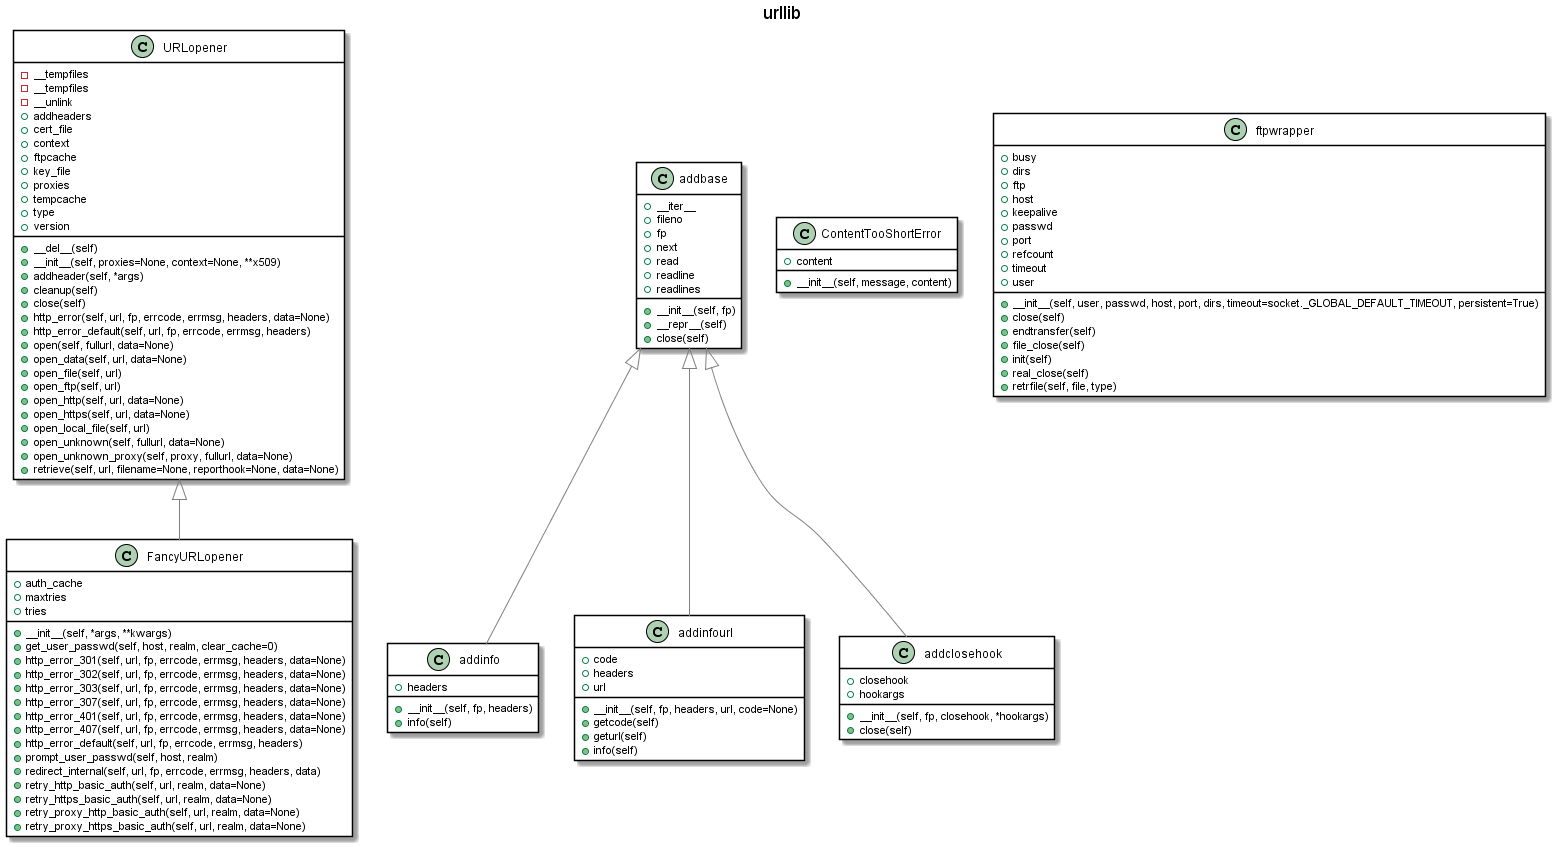 urllib
C URLopener
__tempfiles
__tempfiles
__unlink
addheaders
cert_file
context
ftpcache
key_file
proxies
tempcache
type
version
__del__(self)
__init__(self, proxies=None, context=None, **x509)
addheader(self, *args)
cleanup(self)
close(self)
http_error(self, url, fp, errcode, errmsg, headers, data=None)
http_error_default(self, url, fp, errcode, errmsg, headers)
open(self, fullurl, data=None)
open_data(self, url, data=None)
open_file(self, url)
open_ftp(self, url)
open_http(self, url, data=None)
open_https(self, url, data=None)
open_local_file(self, url)
open_unknown(self, fullurl, data=None)
open_unknown_proxy(self, proxy, fullurl, data=None)
retrieve(self, url, filename=None, reporthook=None, data=None)
C FancyURLopener
auth_cache
maxtries
tries
__init__(self, *args, **kwargs)
get_user_passwd(self, host, realm, clear_cache=0)
http_error_301(self, url, fp, errcode, errmsg, headers, data=None)
http_error_302(self, url, fp, errcode, errmsg, headers, data=None)
http_error_303(self, url, fp, errcode, errmsg, headers, data=None)
http_error_307(self, url, fp, errcode, errmsg, headers, data=None)
http_error_401(self, url, fp, errcode, errmsg, headers, data=None)
http_error_407(self, url, fp, errcode, errmsg, headers, data=None)
http_error_default(self, url, fp, errcode, errmsg, headers)
prompt_user_passwd(self, host, realm)
redirect_internal(self, url, fp, errcode, errmsg, headers, data)
retry_http_basic_auth(self, url, realm, data=None)
retry_https_basic_auth(self, url, realm, data=None)
retry_proxy_http_basic_auth(self, url, realm, data=None)
retry_proxy_https_basic_auth(self, url, realm, data=None)
C addbase
__iter__
fileno
fp
next
read
readline
readlines
__init__(self, fp)
__repr__(self)
close(self)
C ContentTooShortError
content
__init__(self, message, content)
C ftpwrapper
busy
dirs
ftp
host
keepalive
passwd
port
refcount
timeout
user
__init__(self, user, passwd, host, port, dirs, timeout=socket._GLOBAL_DEFAULT_TIMEOUT, persistent=True)
close(self)
endtransfer(self)
file_close(self)
init(self)
real_close(self)
retrfile(self, file, type)
C addinfo
headers
__init__(self, fp, headers)
info(self)
C addinfourl
code
headers
url
__init__(self, fp, headers, url, code=None)
getcode(self)
geturl(self)
info(self)
C addclosehook
closehook
hookargs
__init__(self, fp, closehook, *hookargs)
close(self)